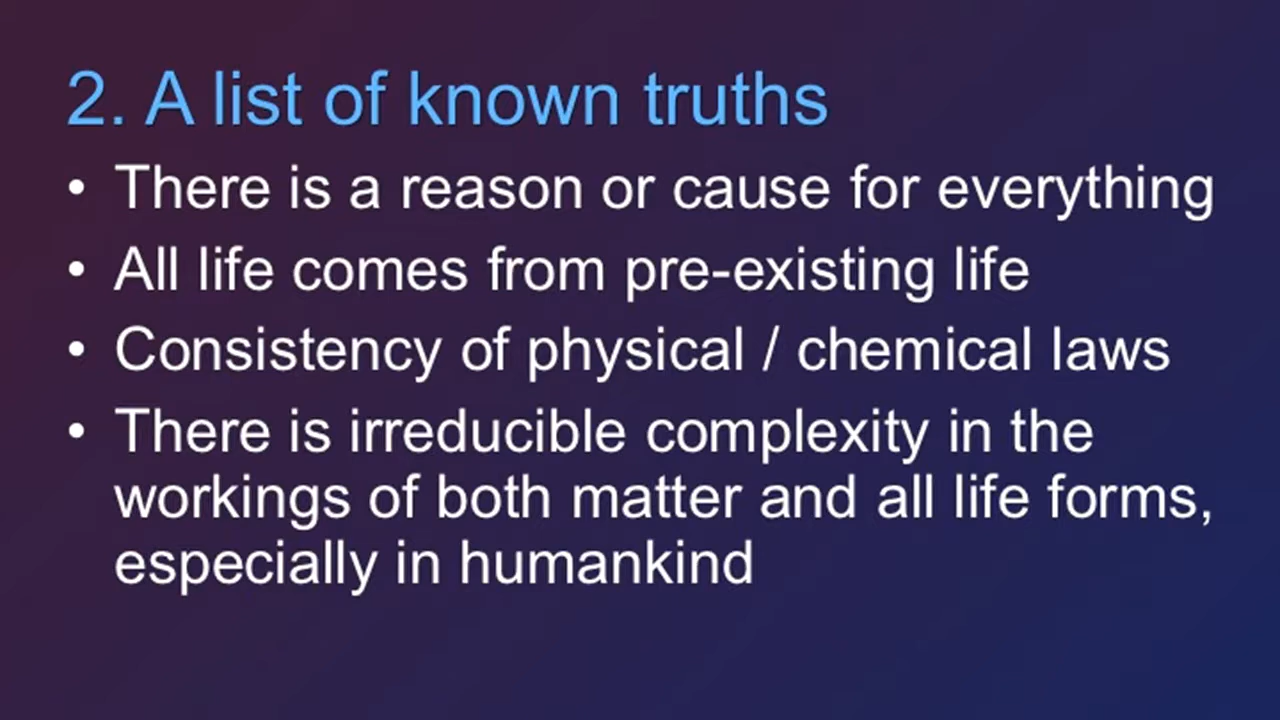 2. A list of known truths
• There is a reason or cause for everything
• All life comes from pre-existing life
• Consistency of physical / chemical laws
• There is irreducible complexity in the
workings of both matter and all life forms,
especially in humankind